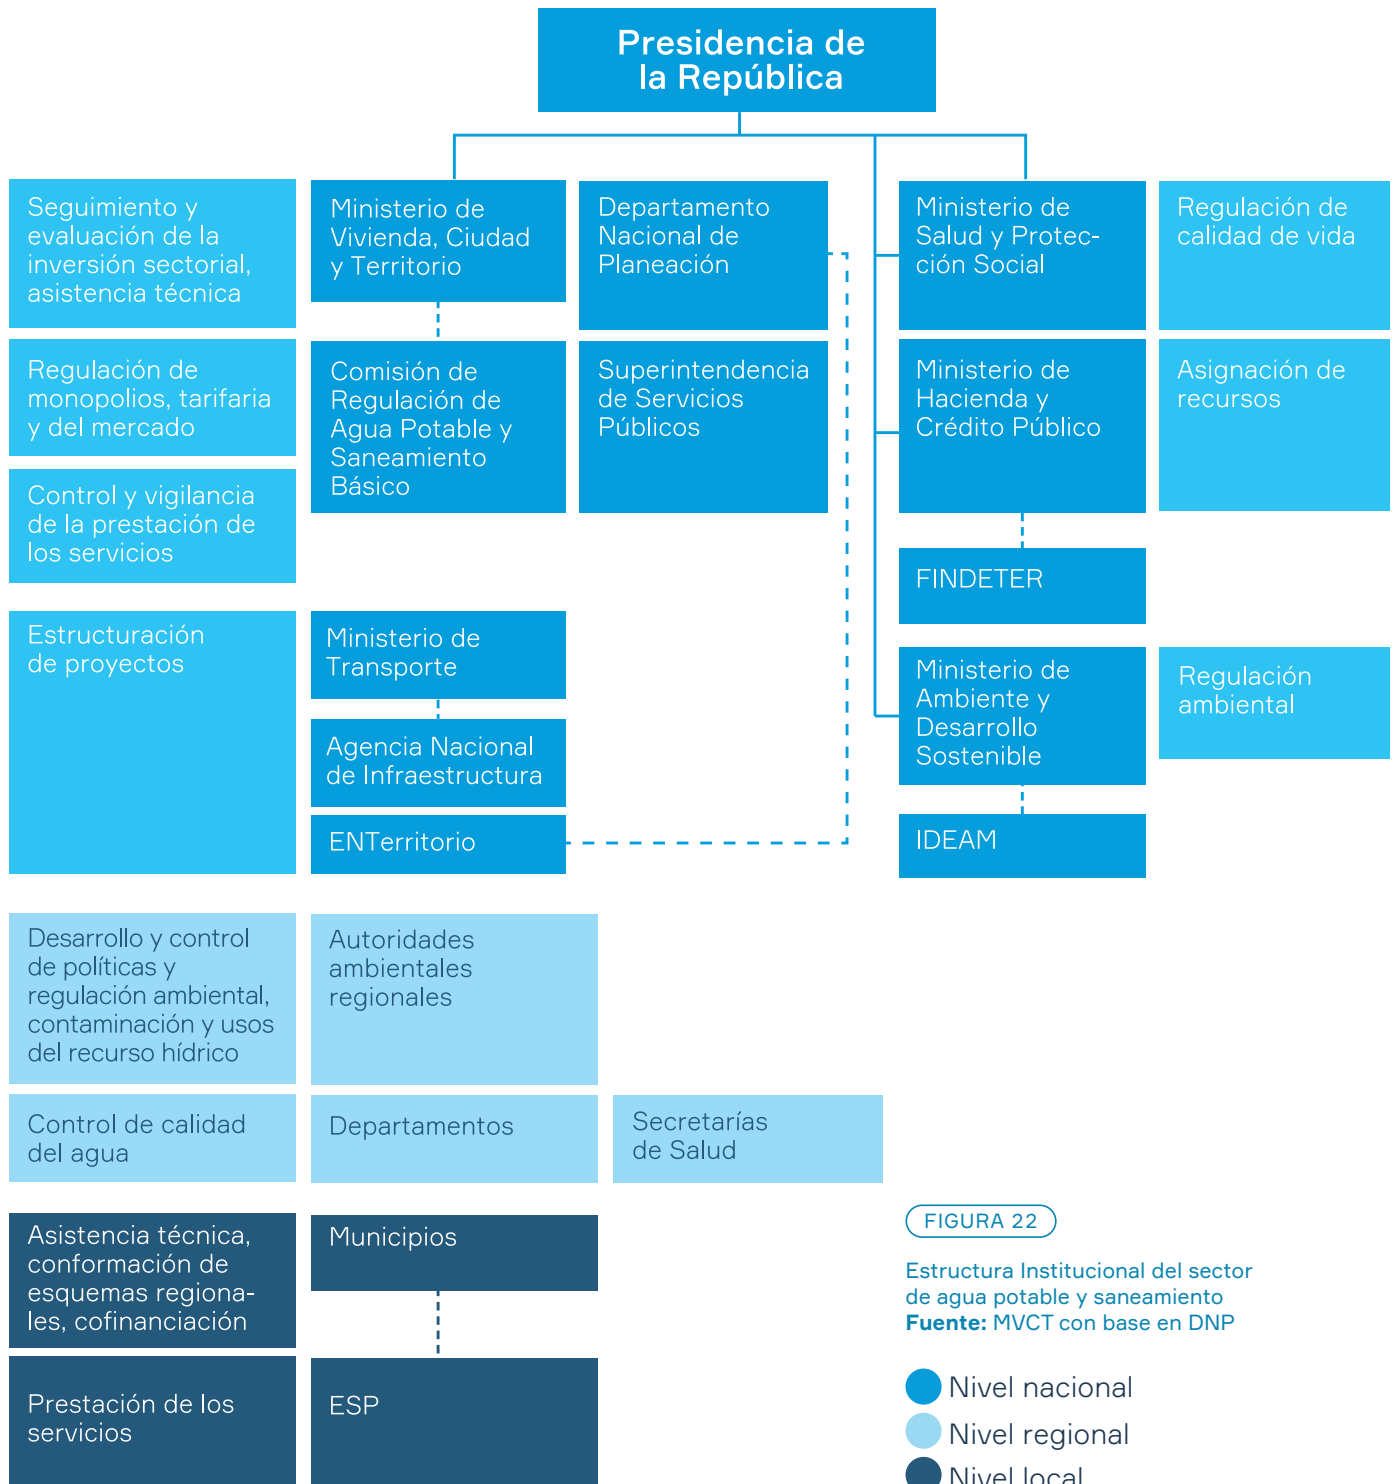 Presidencia de
la República
Seguimiento y
evaluación de la
inversión sectorial,
asistencia técnica
Ministerio de
Vivienda, Ciudad
y Territorio
Departamento
Nacional de
Planeación
Ministerio de
Salud y Protec-
ción Social
Regulación de
calidad de vida
Regulación de
monopolios, tarifaria
y del mercado
Comisión de
Regulación de
Agua Potable y
Saneamiento
Básico
Superintendencia
de Servicios
Públicos
Ministerio de
Hacienda y
Crédito Público
Asignación de
recursos
Control y vigilancia
de la prestación de
los servicios
FINDETER
Estructuración
de proyectos
Ministerio de
Transporte
Agencia Nacional
de Infraestructura
ENTerritorio
Ministerio de
Ambiente y
Desarrollo
Sostenible
Regulación
ambiental
IDEAM
Desarrollo y control
de políticas y
regulación ambiental,
contaminación y usos
del recurso hídrico
Autoridades
ambientales
regionales
Control de calidad
del agua
Departamentos
Secretarías
de Salud
Asistencia técnica,
conformación de
esquemas regiona-
les, cofinanciación
Municipios
Prestación de los
servicios
ESP
FIGURA 22
Estructura Institucional del sector
de agua potable y saneamiento
Fuente: MVCT con base en DNP
Nivel nacional
Nivel regional
Nivel local